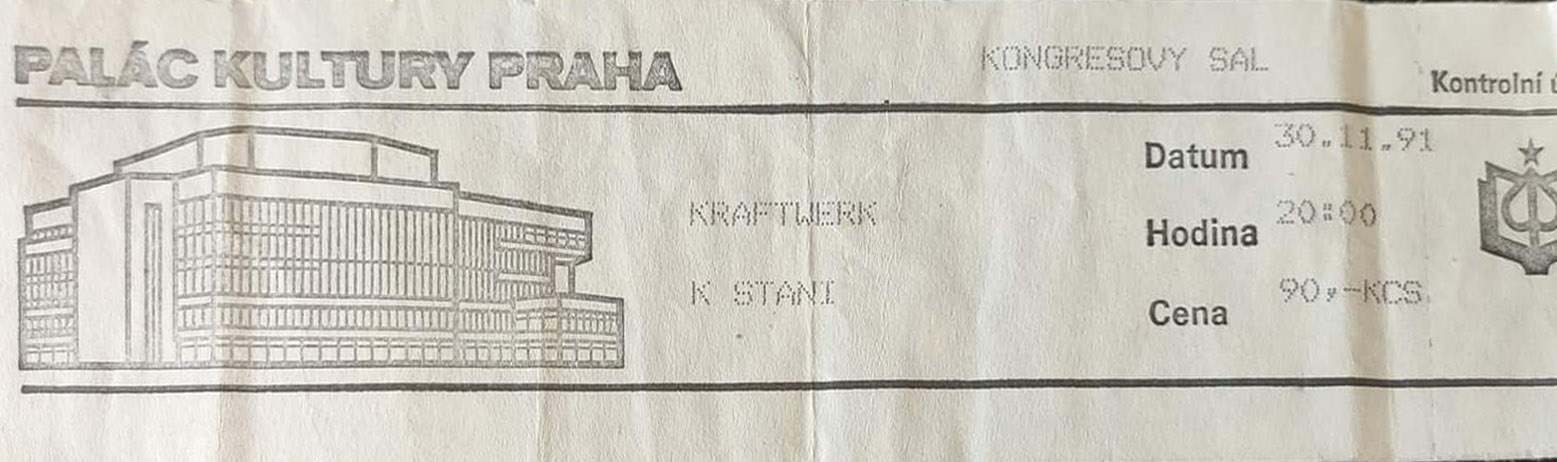 PALÁC KULTURY PRAHA
KONGRESOVY SAL
Kontrolní
Datum 30.11.91
KRAFTWERK
Hodina 20:00
K STANI
Cena 90,-KCS.